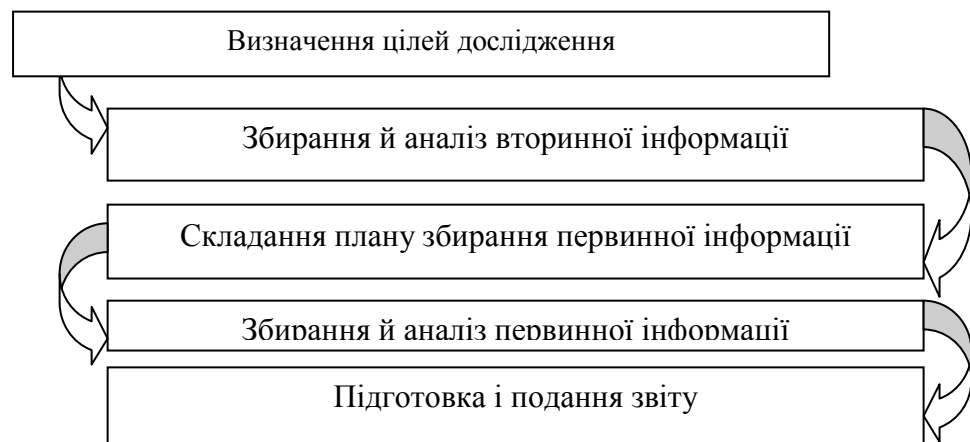 Визначення цілей дослідження
Збирання й аналіз вторинної інформації
Складання плану збирання первинної інформації
Збирання й аналіз первинної інформації
Підготовка і подання звіту